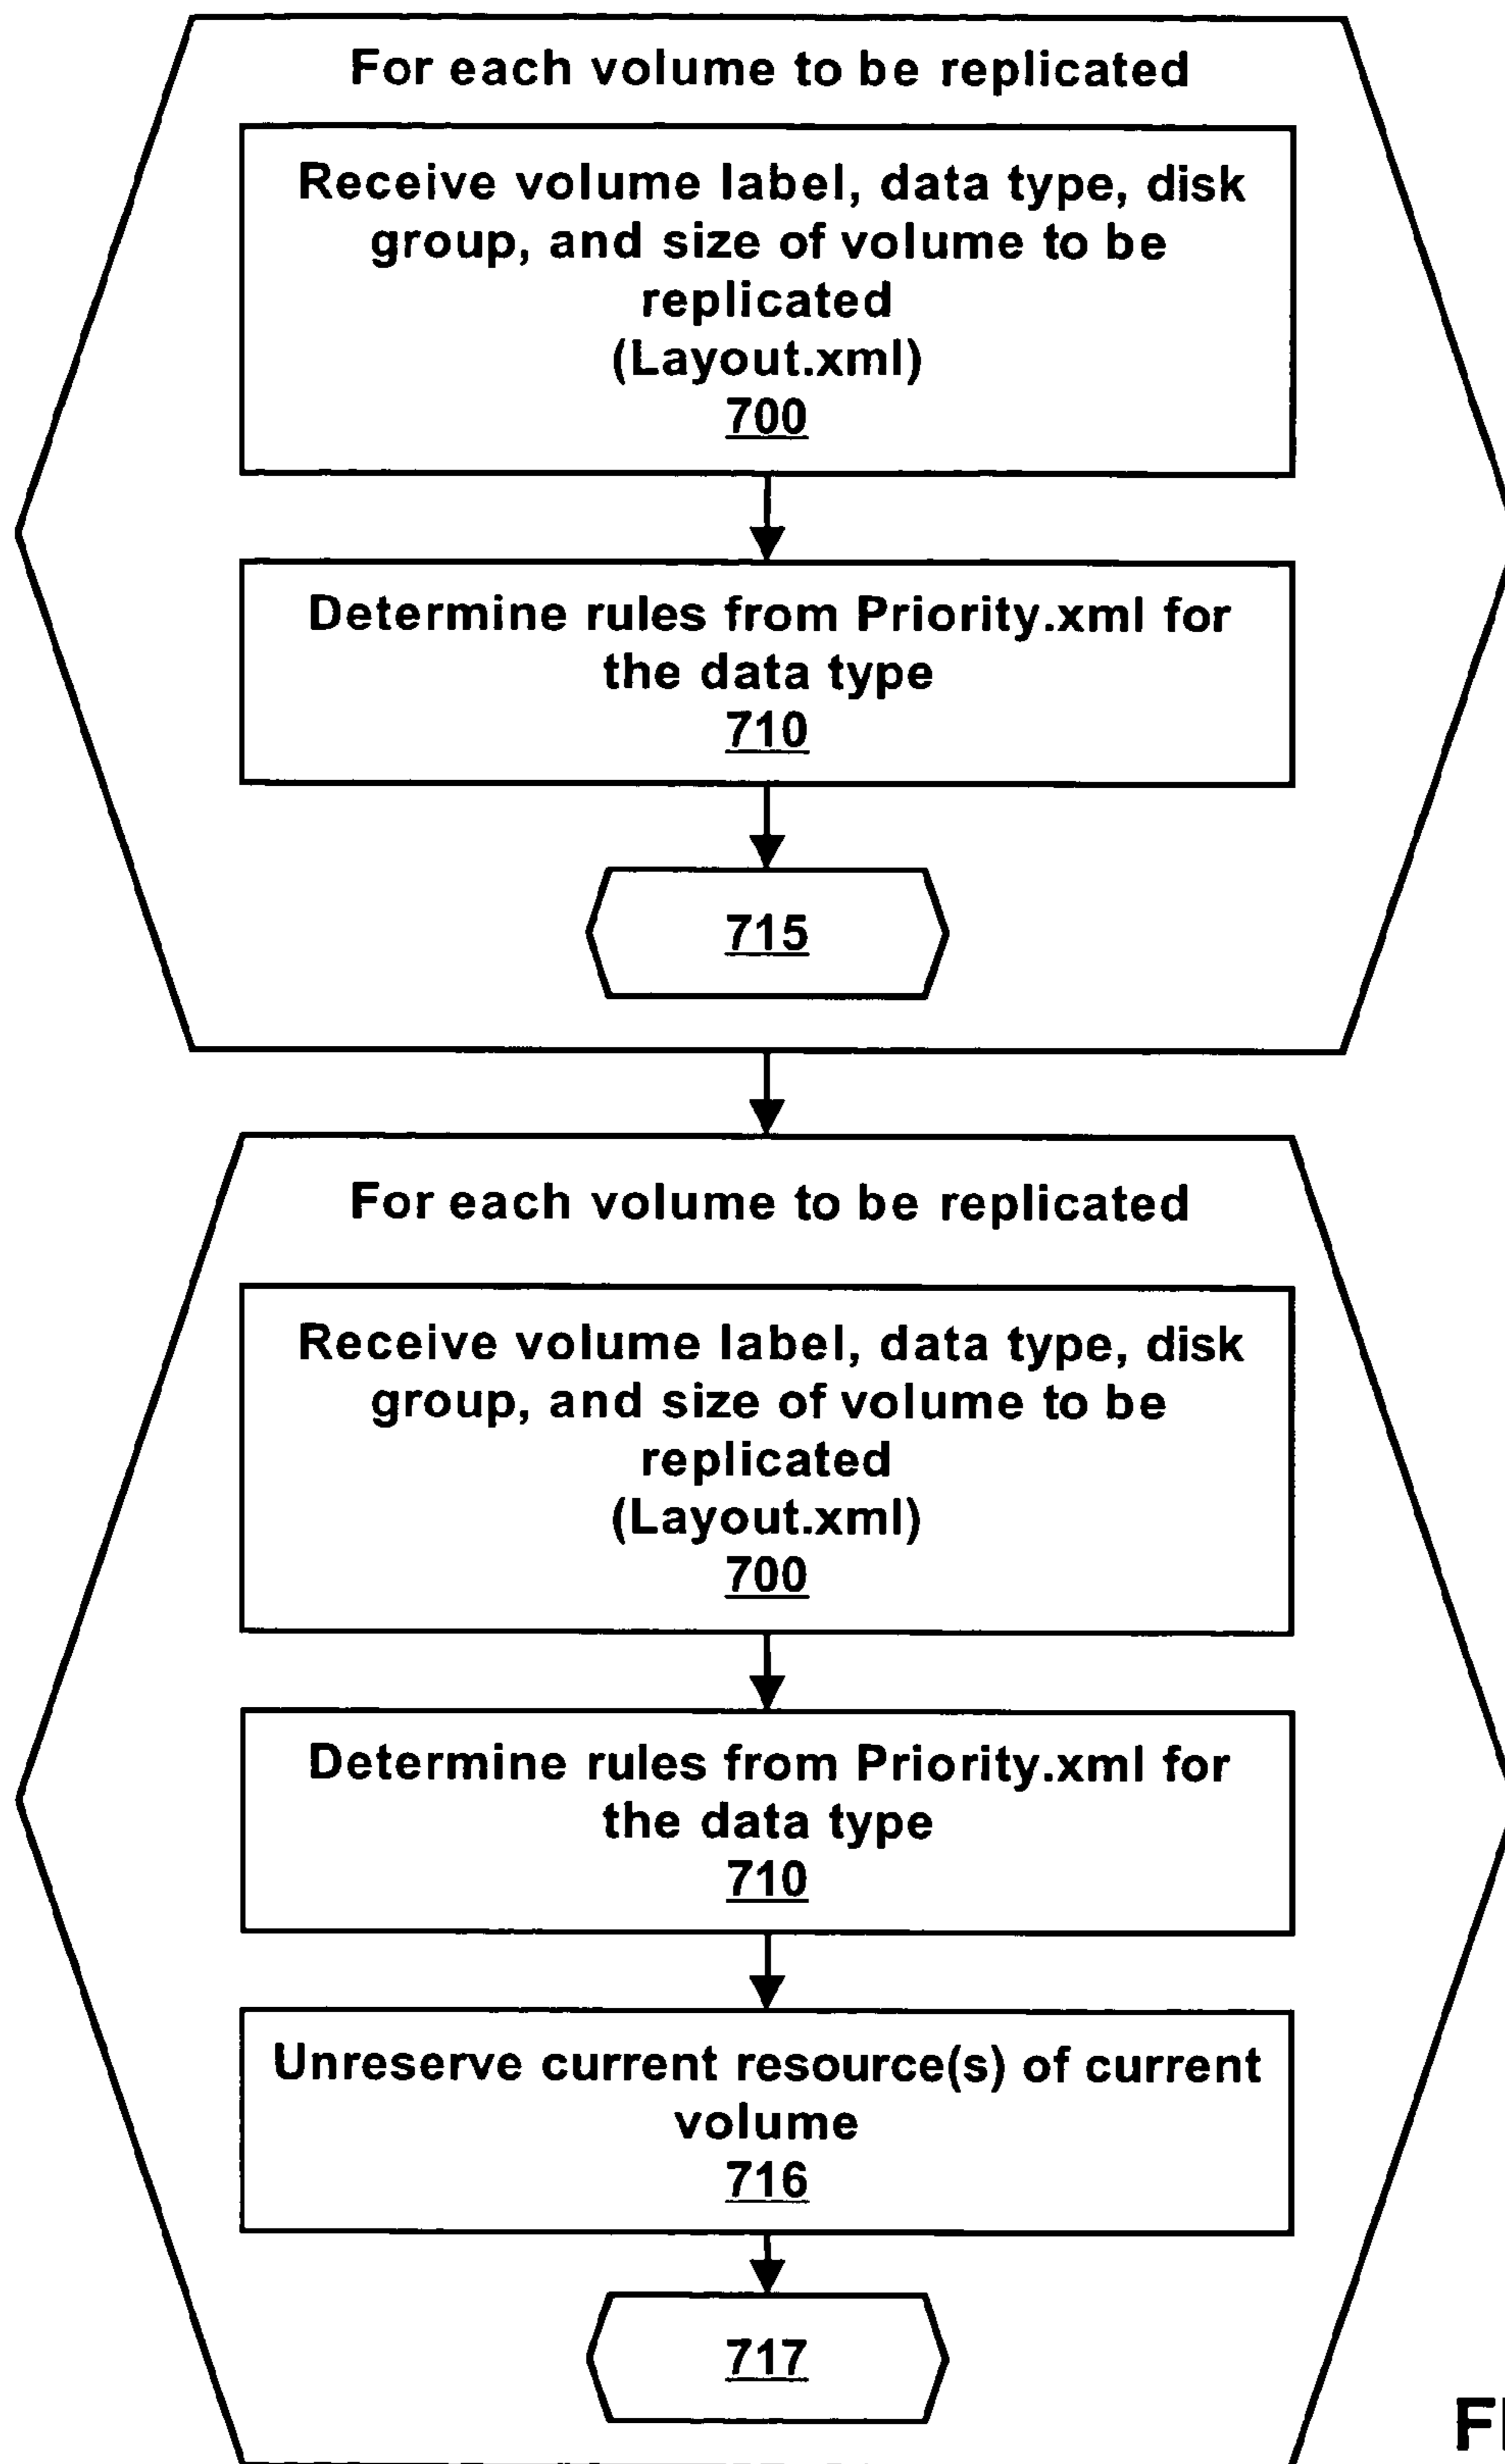 For each volume to be replicated
Receive volume label, data type, disk
group, and size of volume to be
replicated
(Layout.xml)
700
Determine rules from Priority.xml for
the data type
710
715
For each volume to be replicated
Receive volume label, data type, disk
group, and size of volume to be
replicated
(Layout.xml)
700
Determine rules from Priority.xml for
the data type
710
Unreserve current resource(s) of current
volume
716
717